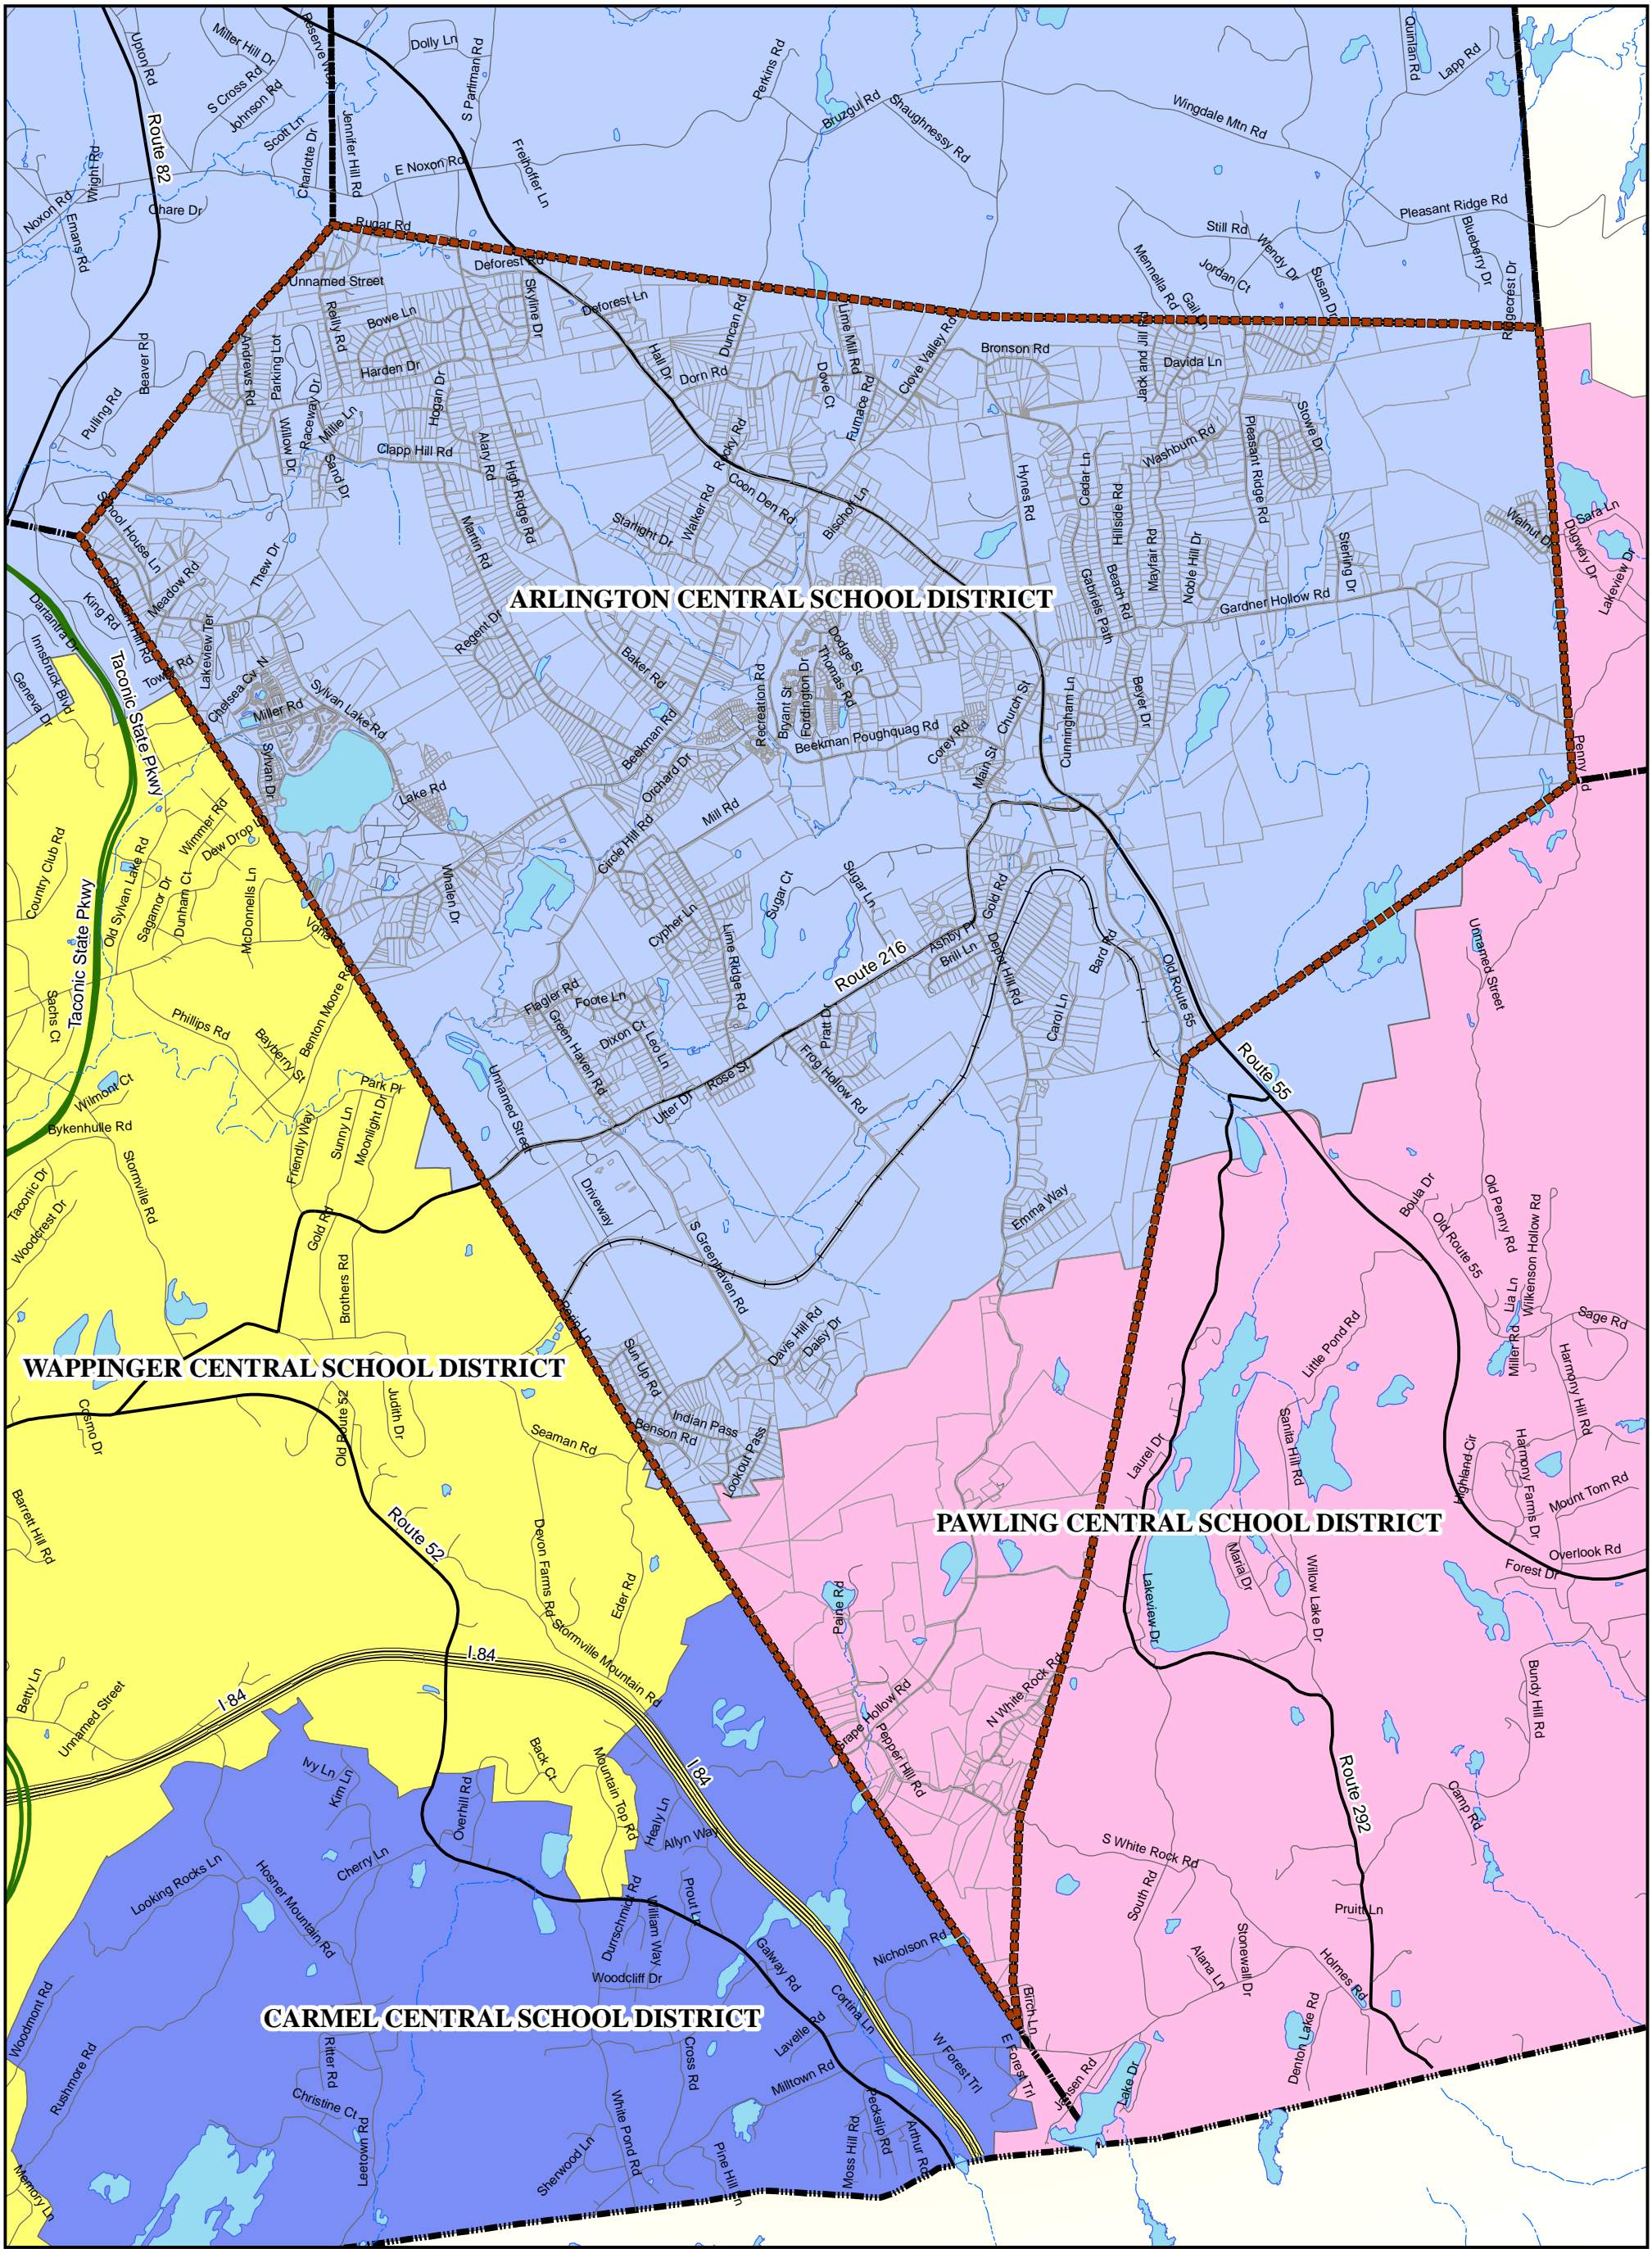 Upton Rd
Miller Hill Dr
Dolly Ln
S Parliman Rd
Perkins Rd
Quinlan Rd
Lapp Rd
S Cross Rd
Johnson Rd
Scott Ln
Route 82
Charlotte Dr
Jennifer Hill Rd
Bruzgul Rd
Shaughnessy Rd
Wingdale Mtn Rd
Wright Rd
E Noxon Rd
Freihoffer Ln
Noxon Rd
Emans Rd
Rugar Rd
Pleasant Ridge Rd
Still Rd
Wendy Dr
Blueberry Dr
Jordan Ct
Mennella Rd
Susan Dr
Ridgecrest Dr
Gail Ln
Unnamed Street
Deforest Rd
Skyline Dr
Deforest Ln
Reilly Rd
Bowe Ln
Duncan Rd
Lime Mill Rd
Clove Valley Rd
Bronson Rd
Jack and Jill Rd
Davida Ln
Beaver Rd
Andrews Rd
Parking Lot
Harden Dr
Hall Dr
Dorn Rd
Dove Ct
Furnace Rd
Pulling Rd
Raceway Dr
Millie Ln
Hogan Dr
Willow Dr
Sand Dr
Clapp Hill Rd
Alary Rd
High Ridge Rd
Rocky Rd
Coon Den Rd
Walker Rd
Starlight Dr
Bischoff Ln
Hynes Rd
Cedar Ln
Hillside Rd
Washburn Rd
Pleasant Ridge Rd
Stowe Dr
Mayfair Rd
Noble Hill Dr
Sterling Dr
Walnut Dr
Sara Ln
Dugway Dr
Lakeview Dr
School House Ln
Meadow Rd
Thew Dr
Martin Rd
Gabriels Path
Beach Rd
Gardner Hollow Rd
ARLINGTON CENTRAL SCHOOL DISTRICT
Dartantra Dr
King Rd
Innsbruck Blvd
Geneva Dr
Taconic State Pkwy
Lakeview Ter
Chelsea Cv N
Miller Rd
Sylvan Lake Rd
Sylvan Dr
Regent Dr
Baker Rd
Dodge St
Thomas Rd
Recreation Rd
Bryant St
Fordington Dr
Beekman Poughquag Rd
Corey Rd
Church St
Main St
Cunningham Ln
Beyer Dr
Beekman Rd
Orchard Dr
Lake Rd
Mill Rd
Circle Hill Rd
Country Club Rd
Wimmer Rd
Old Sylvan Lake Rd
Sagamor Dr
Dunham Ct
McDonnells Ln
Taconic State Pkwy
Whalen Dr
Sugar Ct
Sugar Ln
Gold Rd
Cypher Ln
Lime Ridge Rd
Route 216
Ashby Pl
Brill Ln
Depot Hill Rd
Bard Rd
Old Route 55
Carol Ln
Unnamed Street
Sachs Ct
Phillips Rd
Bayberry St
Benton Moore Rd
Flagler Rd
Foote Ln
Green Haven Rd
Dixon Ct
Leo Ln
Pratt Dr
Frog Hollow Rd
Rose St
Utter Dr
Unnamed Street
Route 55
Wilmont Ct
Bykenhulle Rd
Park Pl
Sunny Ln
Moonlight Dr
Friendly Way
Taconic Dr
Woodcrest Dr
Stormville Rd
Gold Rd
Brothers Rd
Driveway
S Greenhaven Rd
Emma Way
Boula Dr
Old Route 55
Old Penny Rd
Wilkenson Hollow Rd
Lia Ln
Miller Rd
Sage Rd
Harmony Hill Rd
Little Pond Rd
Sun Up Rd
Davis Hill Rd
Daisy Dr
WAPPINGER CENTRAL SCHOOL DISTRICT
Cosmo Dr
Old Route 52
Judith Dr
Seaman Rd
Benson Rd
Indian Pass
Lookout Pass
Laurel Dr
Sanita Hill Rd
Highland Cir
Harmony Farms Dr
Mount Tom Rd
Barrett Hill Rd
Route 52
Devon Farms Rd
Eder Rd
PAWLING CENTRAL SCHOOL DISTRICT
Overlook Rd
Forest Dr
Maria Dr
Willow Lake Dr
Lakeview Dr
Paine Rd
Stormville Mountain Rd
I 84
Betty Ln
Unnamed Street
I 84
Grape Hollow Rd
N White Rock Rd
Pepper Hill Rd
Bundy Hill Rd
Back Ct
Mountain Top Rd
I 84
Ivy Ln
Kim Ln
Overhill Rd
Healy Ln
Allyn Way
Route 292
Camp Rd
Looking Rocks Ln
Hosner Mountain Rd
Cherry Ln
S White Rock Rd
South Rd
Durrschmidt Rd
William Way
Prout Ln
Pruitt Ln
Galway Rd
Nicholson Rd
Alana Ln
Stonewall Dr
Holmes Rd
Woodcliff Dr
Woodmont Rd
CARMEL CENTRAL SCHOOL DISTRICT
Cortina Ln
Lavelle Rd
Birch Ln
E Forest Trl
W Forest Trl
Denton Lake Rd
Lake Dr
Rushmore Rd
Ritter Rd
Cross Rd
Milltown Rd
Christine Ct
White Pond Rd
Peckslip Rd
Arthur Rd
Moss Hill Rd
Leetown Rd
Sherwood Ln
Pine Hill Ln
Memory Ln